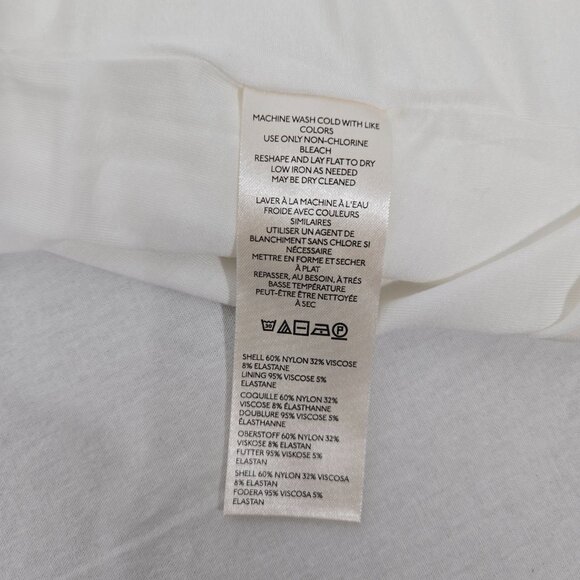 MACHINE WASH COLD WITH LIKE
COLORS
USE ONLY NON-CHLORINE
BLEACH
RESHAPE AND LAY FLAT TO DRY
LOW IRON AS NEEDED
MAY BE DRY CLEANED
LAVER À LA MACHINE À L'EAU
FROIDE AVEC COULEURS
SIMILAIRES
UTILISER UN AGENT DE
BLANCHIMENT SANS CHLORE SI
NÉCESSAIRE
METTRE EN FORME ET SECHER
À PLAT
REPASSER, AU BESOIN, À TRÉS
BASSE TEMPÉRATURE
PEUT-ÊTRE ÊTRE NETTOYÉE
À SEC
30 P
SHELL 60% NYLON 32% VISCOSE
8% ELASTANE
LINING 95% VISCOSE 5%
ELASTANE
COQUILLE 60% NYLON 32%
VISCOSE 8% ÉLASTHANNE
DOUBLURE 95% VISCOSE 5%
ÉLASTHANNE
OBERSTOFF 60% NYLON 32%
VISKOSE 8% ELASTAN
FUTTER 95% VISKOSE 5%
ELASTAN
SHELL 60% NYLON 32% VISCOSA
8% ELASTAN
FODERA 95% VISCOSA 5%
ELASTAN